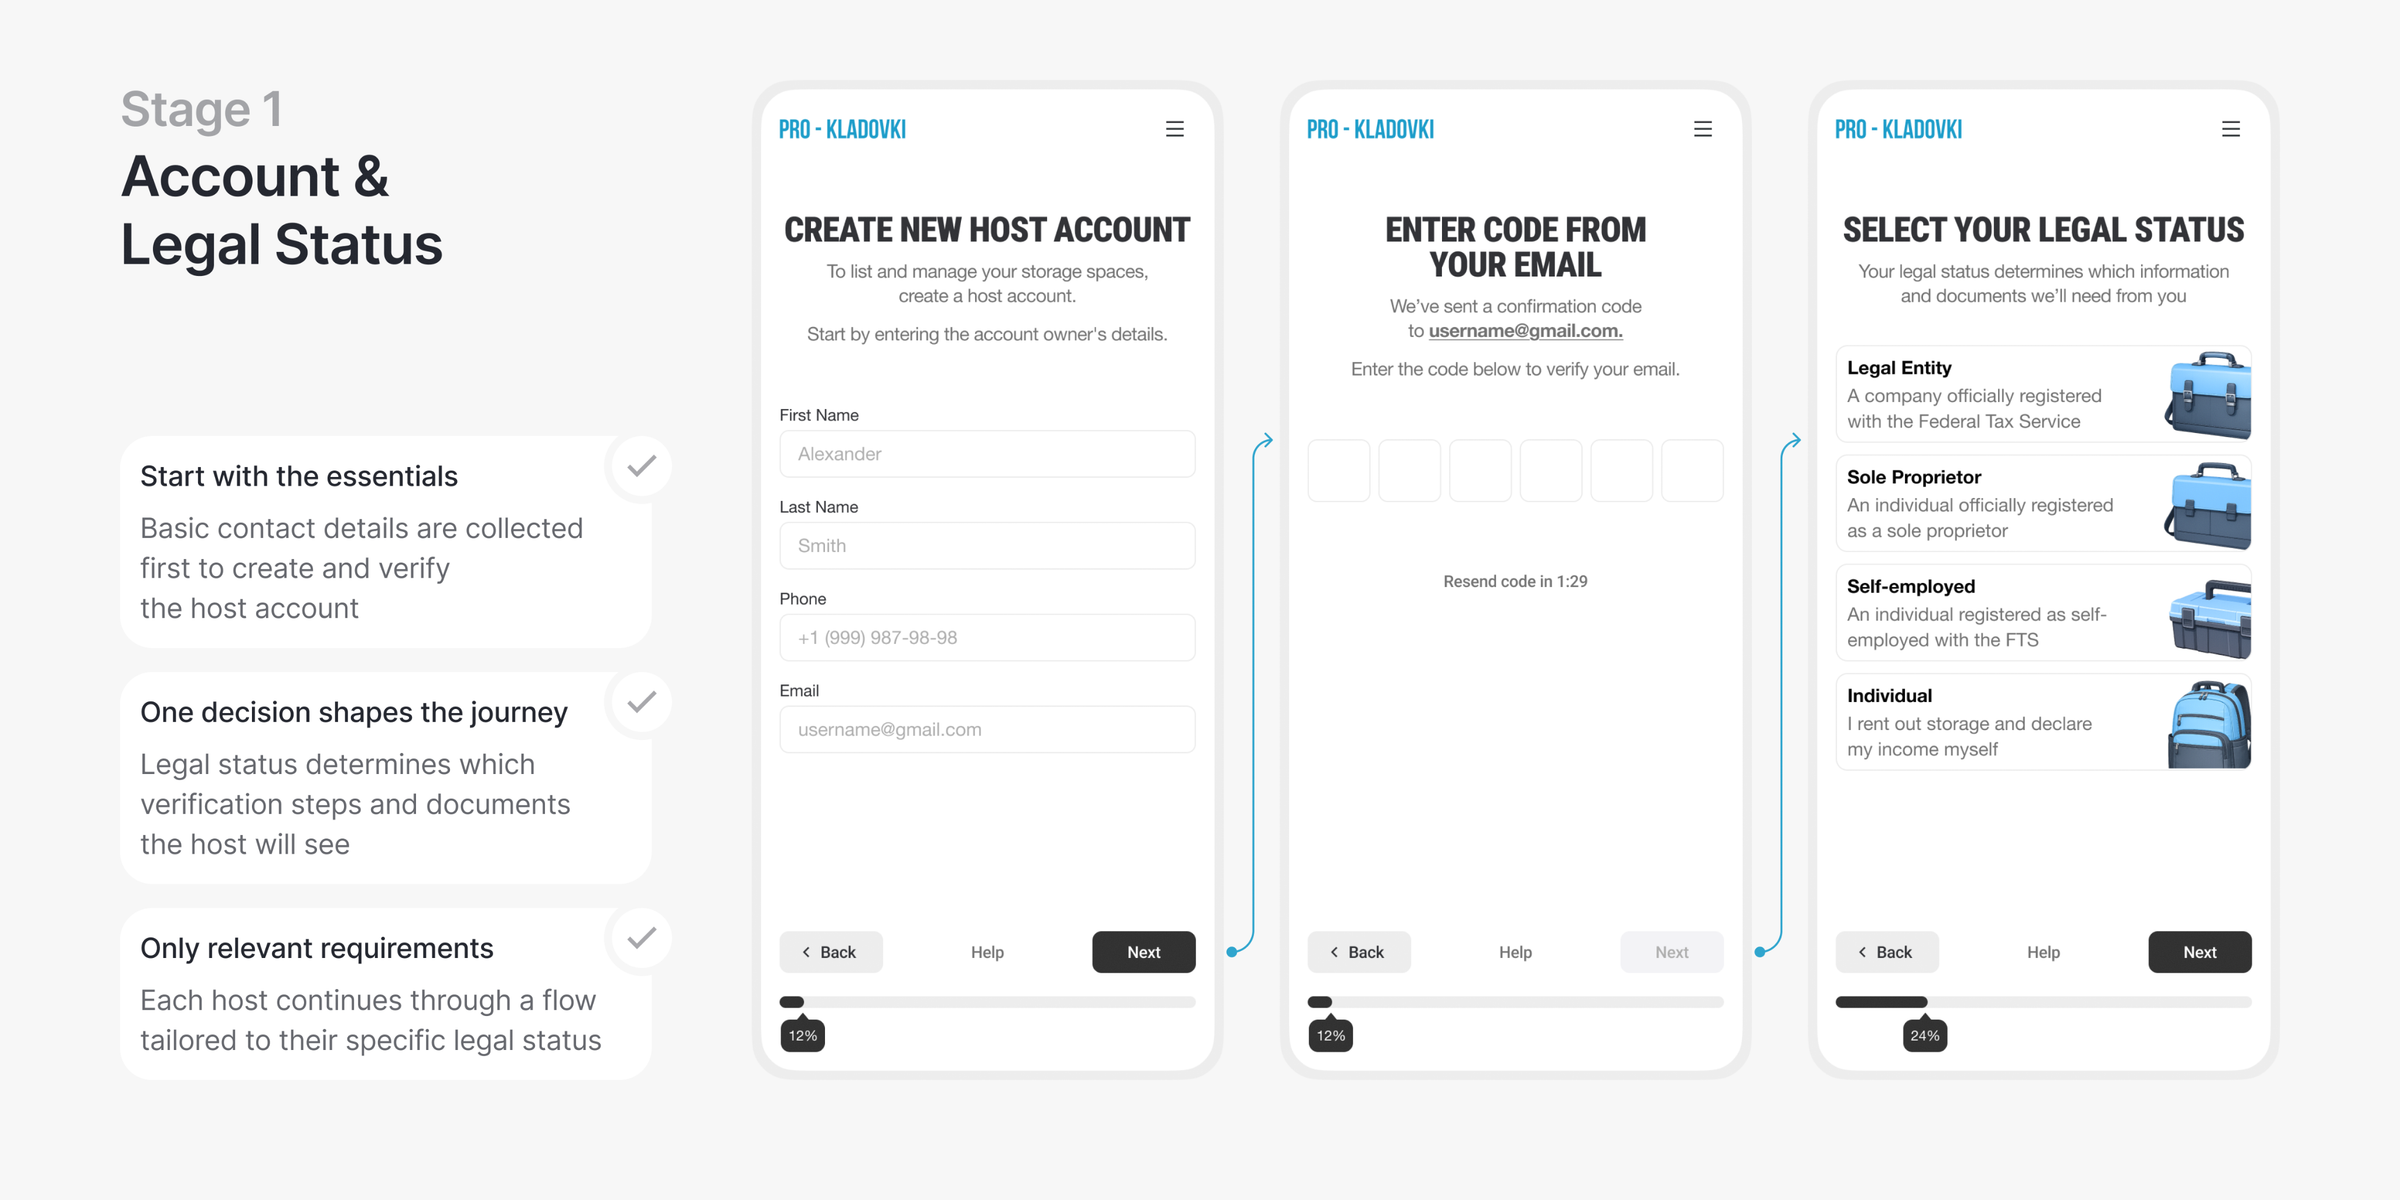 Stage 1
Account &
Legal Status
Start with the essentials
Basic contact details are collected
first to create and verify
the host account
One decision shapes the journey
Legal status determines which
verification steps and documents
the host will see
Only relevant requirements
Each host continues through a flow
tailored to their specific legal status
PRO - KLADOVKI
CREATE NEW HOST ACCOUNT
To list and manage your storage spaces,
create a host account.
Start by entering the account owner's details.
First Name
Alexander
Last Name
Smith
Phone
+1 (999) 987-98-98
Email
username@gmail.com
Back
Help
Next
12%
PRO - KLADOVKI
ENTER CODE FROM
YOUR EMAIL
We’ve sent a confirmation code
to username@gmail.com.
Enter the code below to verify your email.
Resend code in 1:29
Back
Help
Next
12%
PRO - KLADOVKI
SELECT YOUR LEGAL STATUS
Your legal status determines which information
and documents we’ll need from you
Legal Entity
A company officially registered
with the Federal Tax Service
Sole Proprietor
An individual officially registered
as a sole proprietor
Self-employed
An individual registered as self-
employed with the FTS
Individual
I rent out storage and declare
my income myself
Back
Help
Next
24%